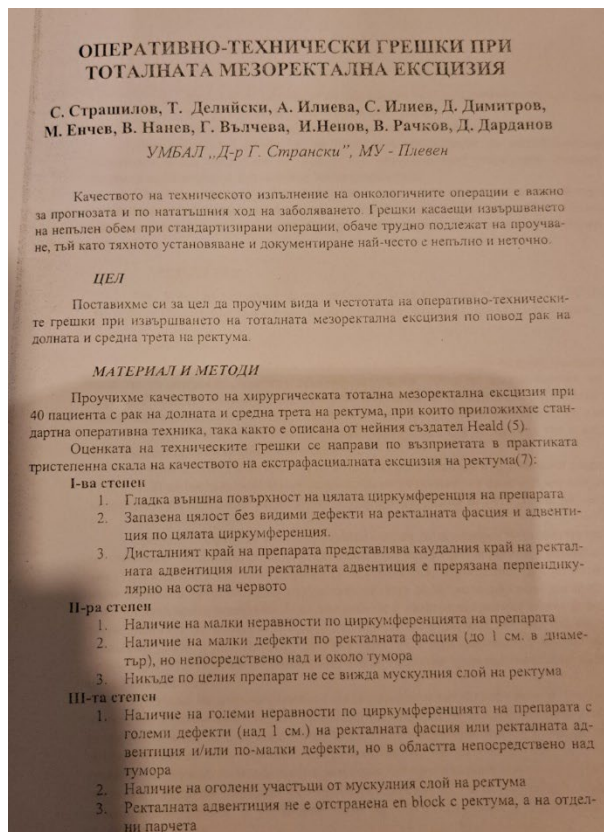 ОПЕРАТИВНО-ТЕХНИЧЕСКИ ГРЕШКИ ПРИ
ТОТАЛНАТА МЕЗОРЕКТАЛНА ЕКСЦИЗИЯ
С. Страшилов, Т. Делийски, А. Илиева, С. Илиев, Д. Димитров,
М. Енчев, В. Нанев, Г. Вълчева, И.Ненов, В. Рачков, Д. Дарданов
УМБАЛ „Д-р Г. Странски”, МУ - Плевен
Качеството на техническото изпълнение на онкологичните операции е важно
за прогнозата и по нататъшния ход на заболяването. Грешки касаещи извършването
на непълен обем при стандартизирани операции, обаче трудно подлежат на проучва-
не, тъй като тяхното установяване и документиране най-често е непълно и неточно.
ЦЕЛ
Поставихме си за цел да проучим вида и честотата на оперативно-технически-
те грешки при извършването на тоталната мезоректална ексцизия по повод рак на
долната и средна трета на ректума.
МАТЕРИАЛ И МЕТОДИ
Проучихме качеството на хирургическата тотална мезоректална ексцизия при
40 пациента с рак на долната и средна трета на ректума, при които приложихме стан-
дартна оперативна техника, така както е описана от нейния създател Heald (5).
Оценката на техническите грешки се направи по възприетата в практиката
тристепенна скала на качеството на екстрафасциалната ексцизия на ректума(7):
I-ва степен
1. Гладка външна повърхност на цялата циркумференция на препарата
2. Запазена цялост без видими дефекти на ректалната фасция и адвенти-
ция по цялата циркумференция.
3. Дисталният край на препарата представлява каудалния край на ректал-
ната адвентиция или ректалната адвентиция е прерязана перпендику-
лярно на оста на червото
II-ра степен
1. Наличие на малки неравности по циркумференцията на препарата
2. Наличие на малки дефекти по ректалната фасция (до 1 см. в диаме-
тър), но непосредствено над и около тумора
3. Никъде по целия препарат не се вижда мускулния слой на ректума
III-та степен
1. Наличие на големи неравности по циркумференцията на препарата с
големи дефекти (над 1 см.) на ректалната фасция или ректалната ад-
вентиция и/или по-малки дефекти, но в областта непосредствено над
тумора
2. Наличие на оголени участъци от мускулния слой на ректума
3. Ректалната адвентиция не е отстранена en block с ректума, а на отдел-
ни парчета